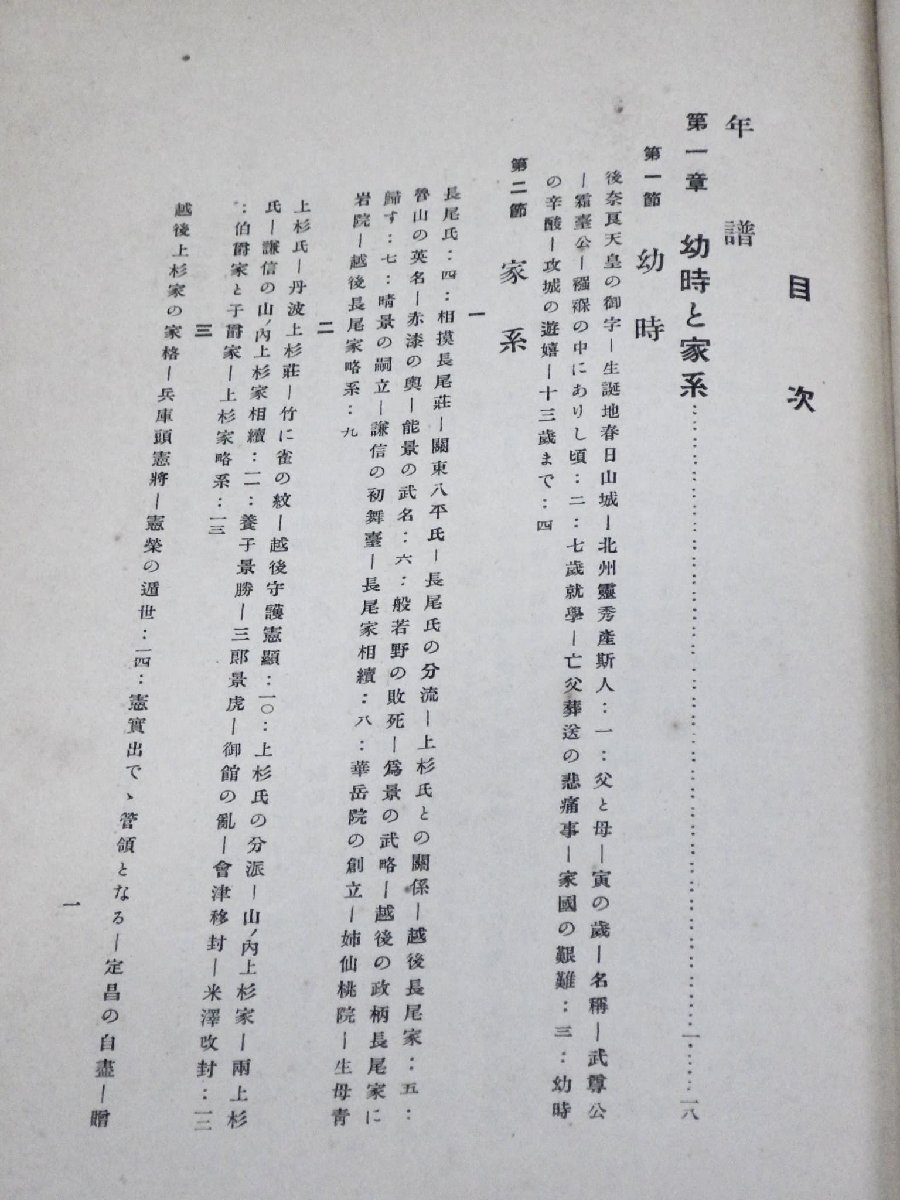 目次
年譜
第一章 幼時と家系……………………一……一八
第一節 幼時
後奈良天皇の御字―生誕地春日山城―北州靈秀產斯人：一：父と母―寅の歲―名稱―武尊公
―霜臺公―襁褓の中にありし頃：二：七歲就學―亡父葬送の悲痛事―家國の艱難：三：幼時
の辛酸―攻城の遊嬉―十三歲まで：四
第二節 家系
一
長尾氏：四：相摸長尾莊―關東八平氏―長尾氏の分流―上杉氏との關係―越後長尾家：五：
魯山の英名―赤漆の輿―能景の武名：六：般若野の敗死―爲景の武略―越後の政柄長尾家に
歸す：七：晴景の嗣立―謙信の初舞臺―長尾家相續：八：華岳院の創立―姉仙桃院―生母靑
岩院―越後長尾家略系：九
二
上杉氏―丹波上杉莊―竹に雀の紋―越後守護憲顯：一〇：上杉氏の分派―山ノ內上杉家―兩上杉
氏―謙信の山ノ內上杉家相續：一一：養子景勝―三郎景虎―御館の亂―會津移封―米澤改封：一二
：伯爵家と子爵家―上杉家略系：一三
三
越後上杉家の家格―兵庫頭憲將―憲榮の遁世：一四：憲實出でゝ管領となる―定昌の自盡―贈
一